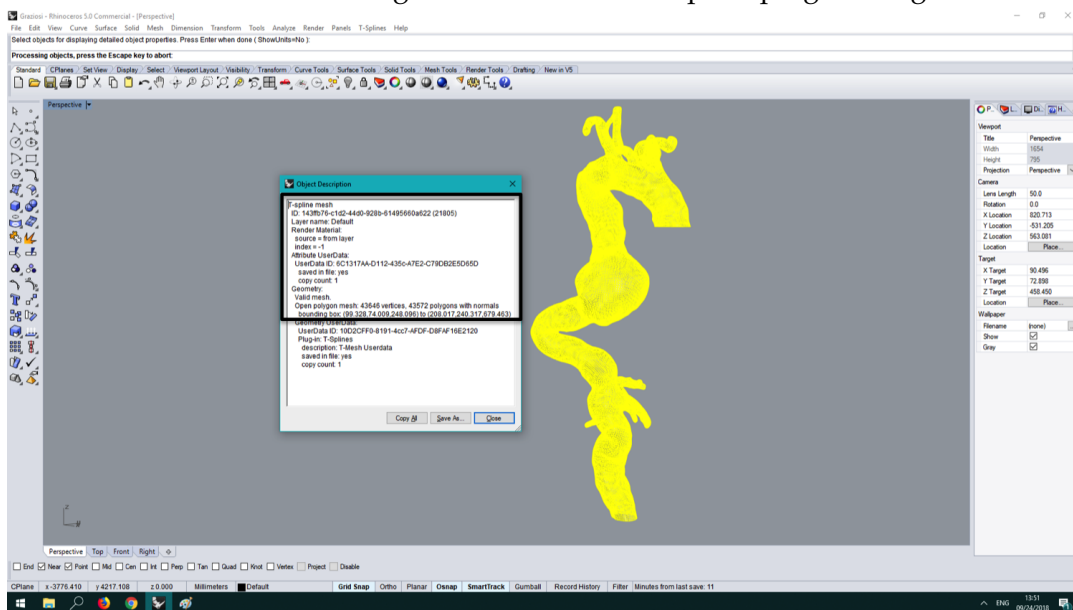 Graziosi - Rhinoceros 5.0 Commercial - [Perspective]
File Edit View Curve Surface Solid Mesh Dimension Transform Tools Analyze Render Panels T-Splines Help
Select objects for displaying detailed object properties. Press Enter when done ( ShowUnits=No ):
Processing objects, press the Escape key to abort:
Standard CPlanes Set View Display Select Viewport Layout Visibility Transform Curve Tools Surface Tools Solid Tools Mesh Tools Render Tools Drafting New in V5
Perspective
Object Description
T-spline mesh
ID: 143ffb76-c1d2-44d0-928b-61495660a622 (21805)
Layer name: Default
Render Material:
source = from layer
index = -1
Attribute UserData:
UserData ID: 6C1317AA-D112-435c-A7E2-C79DB2E5D65D
saved in file: yes
copy count: 1
Geometry:
Valid mesh.
Open polygon mesh: 43646 vertices, 43572 polygons with normals
bounding box: (99.328,74.009,248.096) to (208.017,240.317,679.463)
Geometry UserData:
UserData ID: 10D2CFF0-8191-4cc7-AFDF-D8FAF16E2120
Plug-in: T-Splines
description: T-Mesh Userdata
saved in file: yes
copy count: 1
Copy All Save As... Close
P.. L.. Di.. H..
Viewport
Title Perspective
Width 1654
Height 795
Projection Perspective
Camera
Lens Length 50.0
Rotation 0.0
X Location 820.713
Y Location -531.205
Z Location 563.081
Location Place...
Target
X Target 90.496
Y Target 72.898
Z Target 458.450
Location Place...
Wallpaper
Filename (none)
Show
Gray
z
Perspective Top Front Right
End Near Point Mid Cen Int Perp Tan Quad Knot Vertex Project Disable
CPlane x -3776.410 y 4217.108 z 0.000 Millimeters Default Grid Snap Ortho Planar Osnap SmartTrack Gumball Record History Filter Minutes from last save: 11
ENG 13:51
09/24/2018